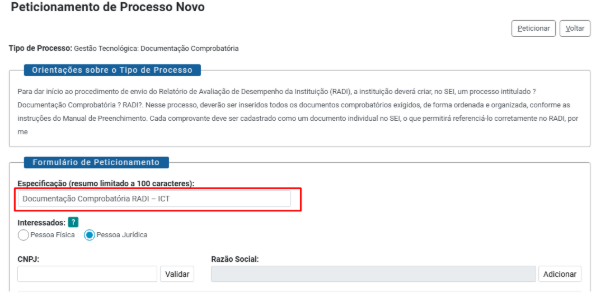 Peticionamento de Processo Novo
Peticionar Voltar
Tipo de Processo: Gestão Tecnológica: Documentação Comprobatória
Orientações sobre o Tipo de Processo
Para dar início ao procedimento de envio do Relatório de Avaliação de Desempenho da Instituição (RADI), a instituição deverá criar, no SEI, um processo intitulado ?
Documentação Comprobatória ? RADI?. Nesse processo, deverão ser inseridos todos os documentos comprobatórios exigidos, de forma ordenada e organizada, conforme as
instruções do Manual de Preenchimento. Cada comprovante deve ser cadastrado como um documento individual no SEI, o que permitirá referenciá-lo corretamente no RADI, por
me
Formulário de Peticionamento
Especificação (resumo limitado a 100 caracteres):
Documentação Comprobatória RADI – ICT
Interessados: ?
Pessoa Física Pessoa Jurídica
CNPJ: Razão Social:
Validar Adicionar